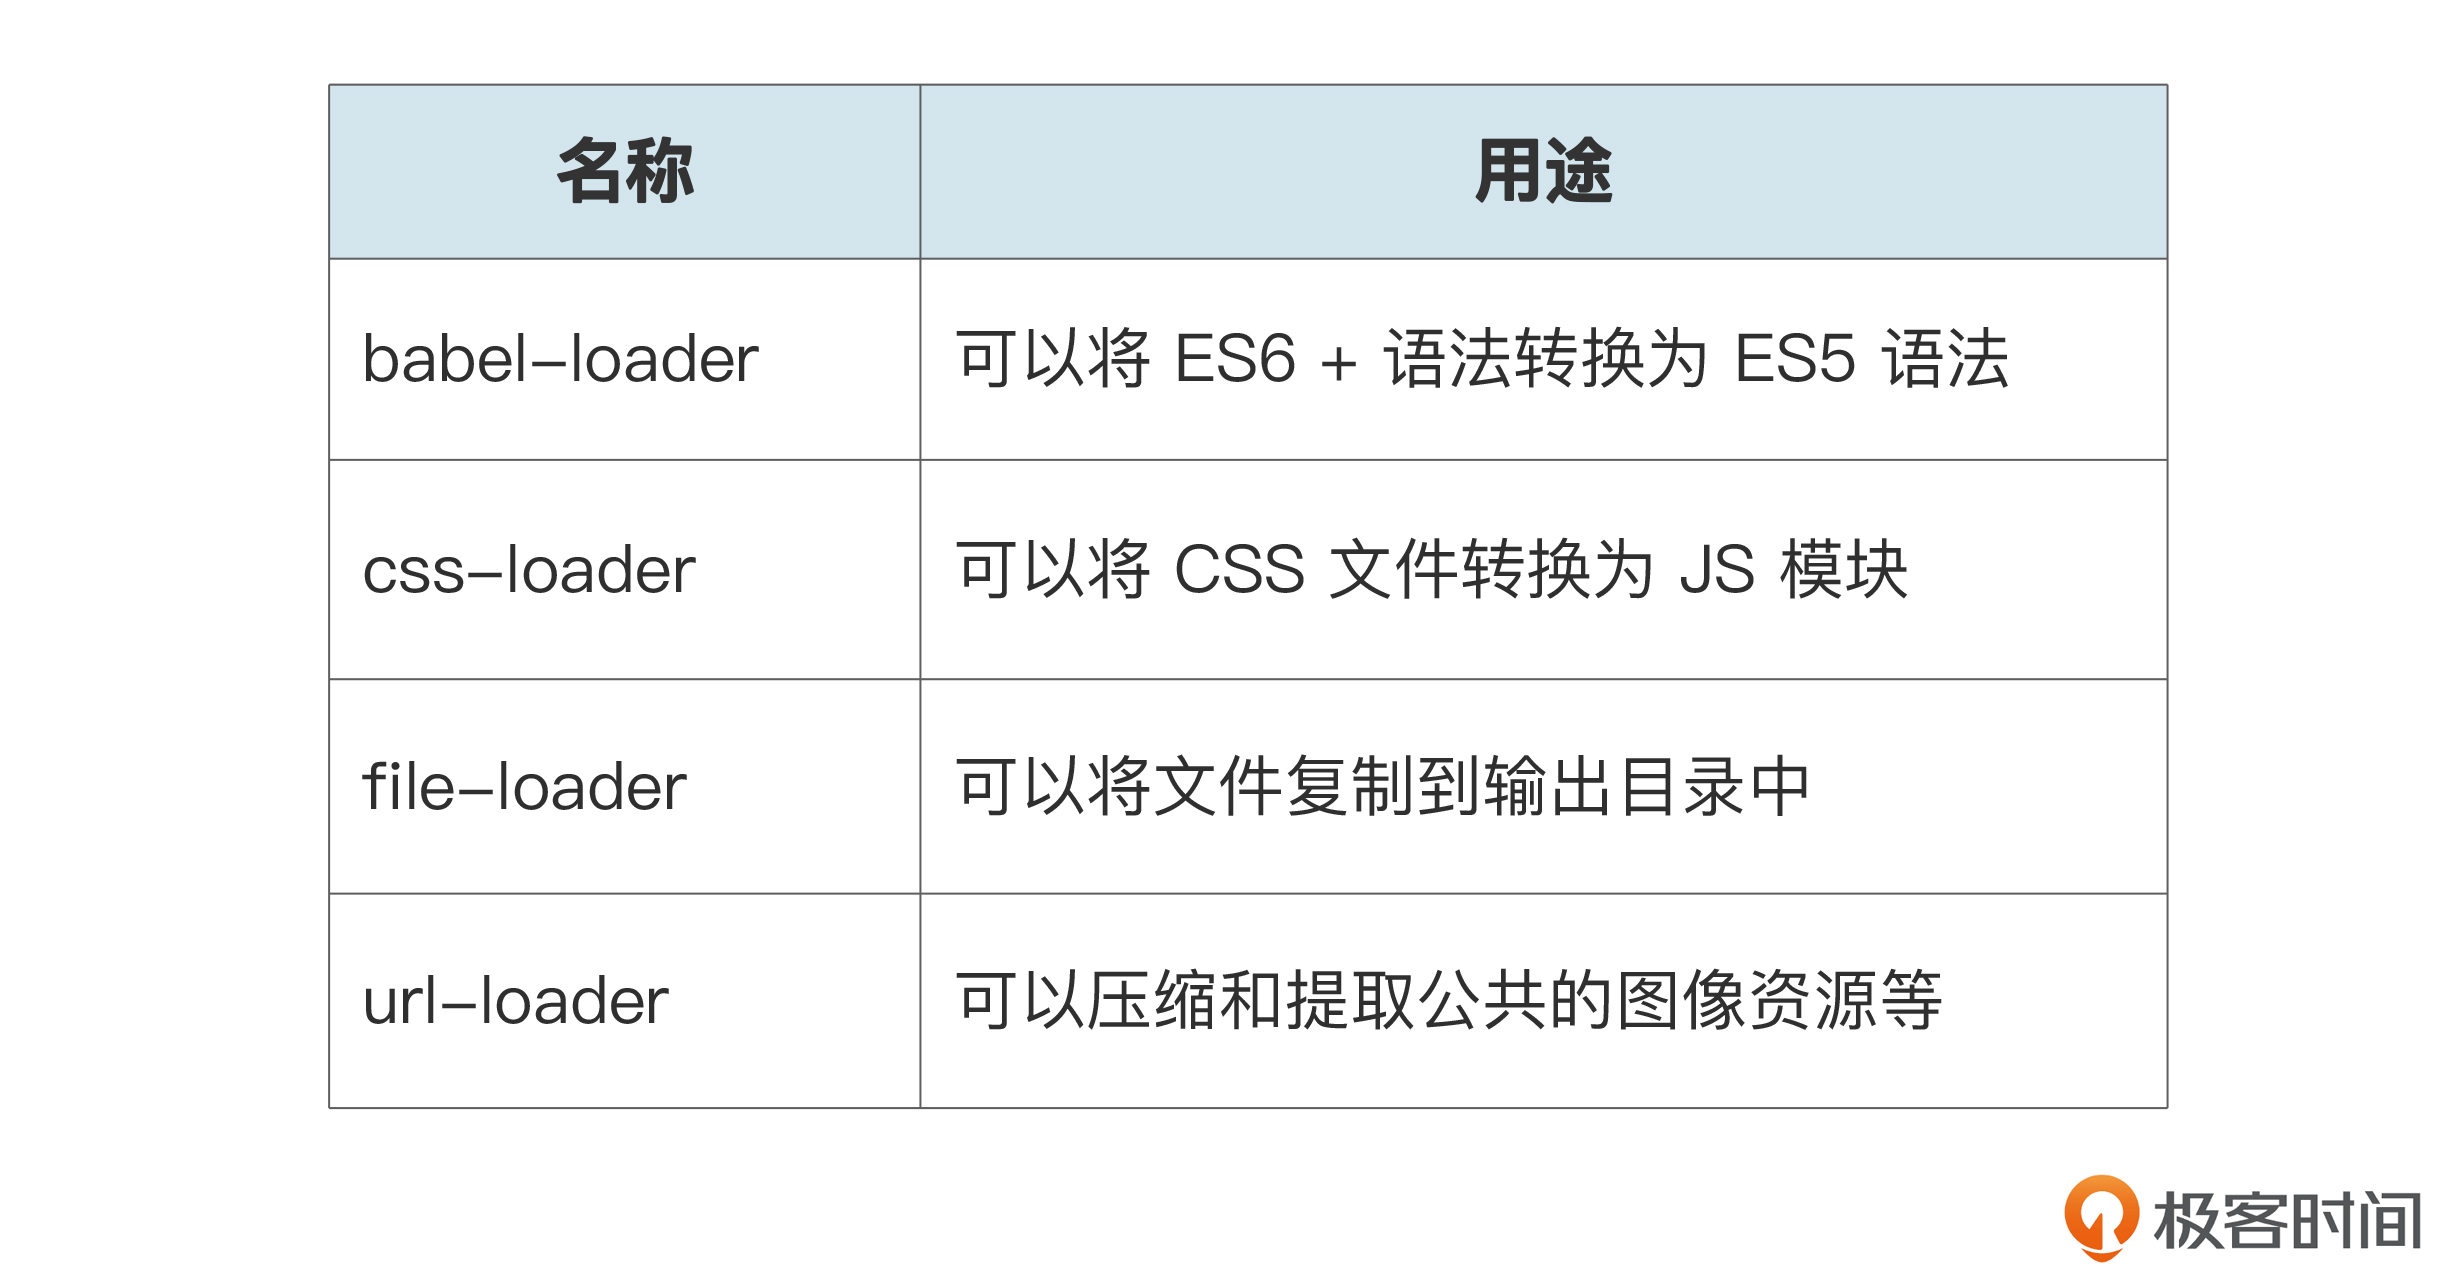 名称 用途
babel-loader 可以将 ES6 + 语法转换为 ES5 语法
css-loader 可以将 CSS 文件转换为 JS 模块
file-loader 可以将文件复制到输出目录中
url-loader 可以压缩和提取公共的图像资源等
极客时间